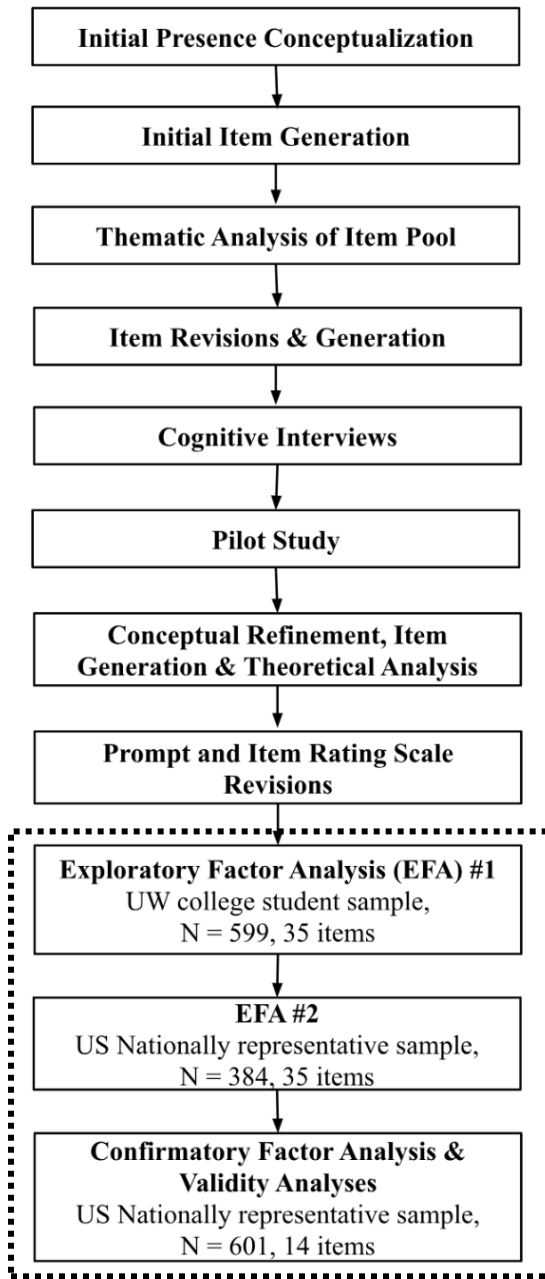 Initial Presence Conceptualization
Initial Item Generation
Thematic Analysis of Item Pool
Item Revisions & Generation
Cognitive Interviews
Pilot Study
Conceptual Refinement, Item
Generation & Theoretical Analysis
Prompt and Item Rating Scale
Revisions
Exploratory Factor Analysis (EFA) #1
UW college student sample,
N = 599, 35 items
EFA #2
US Nationally representative sample,
N = 384, 35 items
Confirmatory Factor Analysis &
Validity Analyses
US Nationally representative sample,
N = 601, 14 items